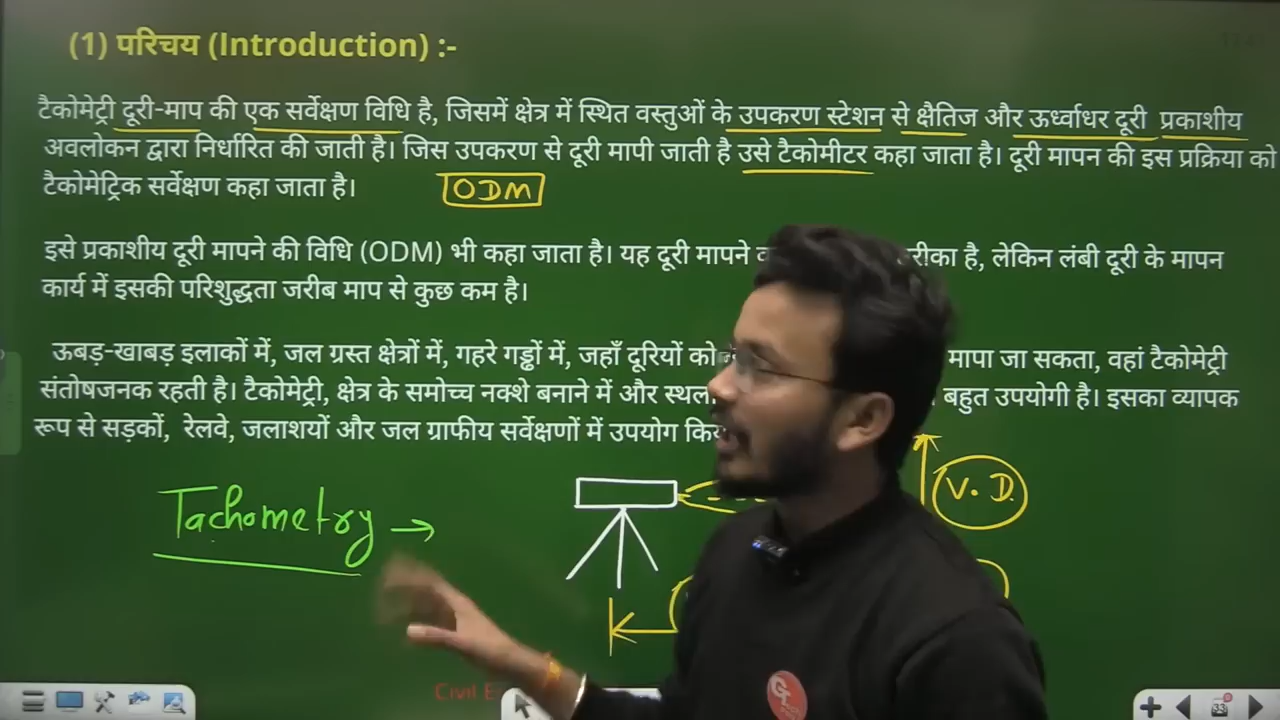 (1) परिचय (Introduction) :-
टैकोमेट्री दूरी-माप की एक सर्वेक्षण विधि है, जिसमें क्षेत्र में स्थित वस्तुओं के उपकरण स्टेशन से क्षैतिज और ऊर्ध्वाधर दूरी प्रकाशीय
अवलोकन द्वारा निर्धारित की जाती है। जिस उपकरण से दूरी मापी जाती है उसे टैकोमीटर कहा जाता है। दूरी मापन की इस प्रक्रिया को
टैकोमेट्रिक सर्वेक्षण कहा जाता है।
ODM
इसे प्रकाशीय दूरी मापने की विधि (ODM) भी कहा जाता है। यह दूरी मापने है, लेकिन लंबी दूरी के मापन
कार्य में इसकी परिशुद्धता जरीब माप से कुछ कम है।
ऊबड़-खाबड़ इलाकों में, जल ग्रस्त क्षेत्रों में, गहरे गड्ढों में, जहाँ दूरियों को मापा जा सकता, वहां टैकोमेट्री
संतोषजनक रहती है। टैकोमेट्री, क्षेत्र के समोच्च नक्शे बनाने में और बहुत उपयोगी है। इसका व्यापक
रूप से सड़कों, रेलवे, जलाशयों और जल ग्राफीय सर्वेक्षणों में उपयोग
V. D.
Tachometry →
Civil
33